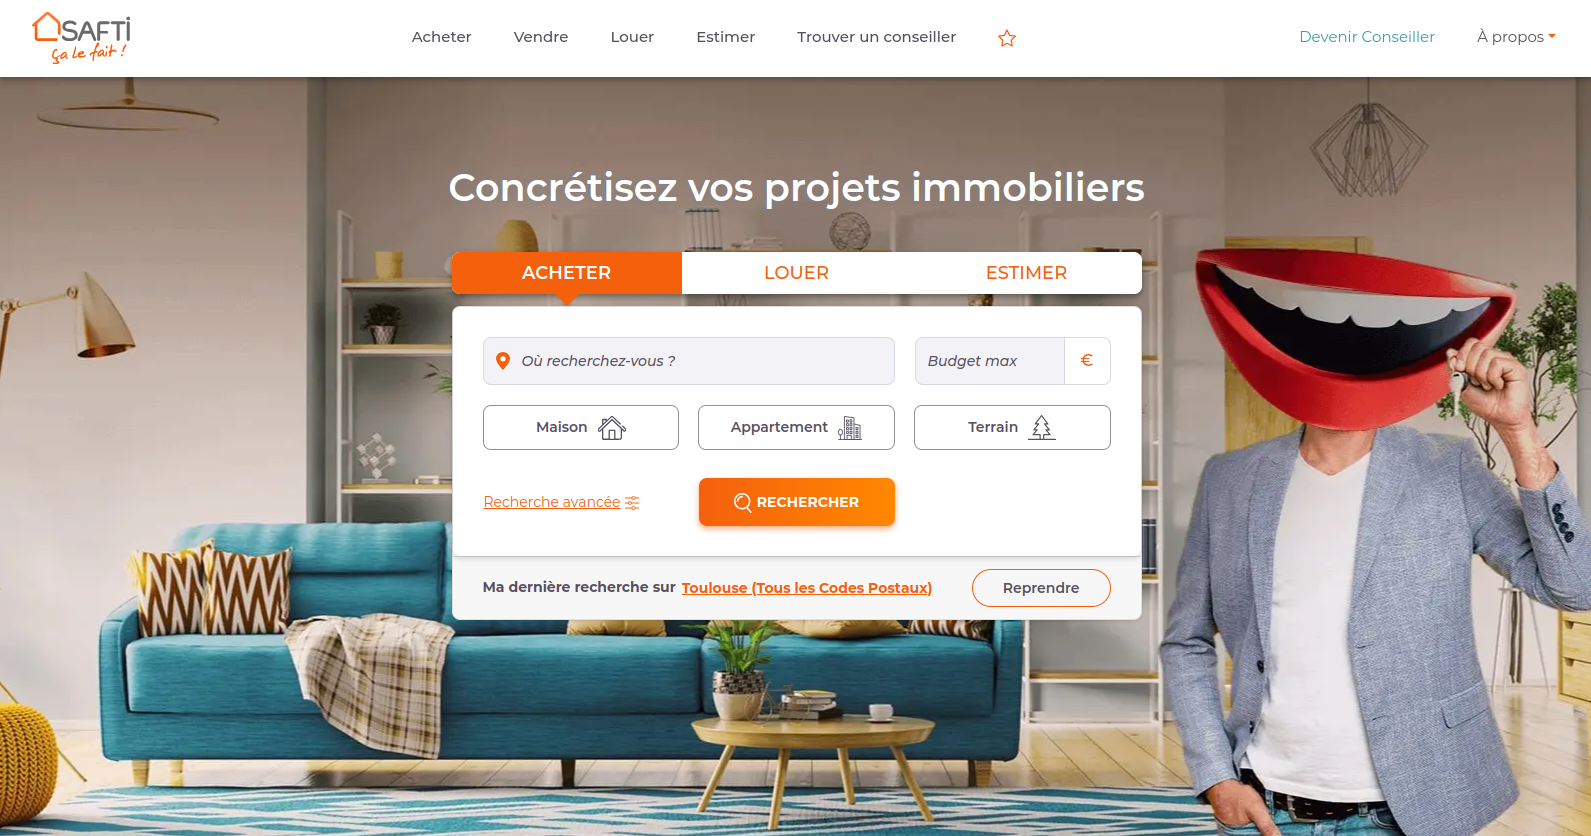 SAFTI
Ça le fait !
Acheter
Vendre
Louer
Estimer
Trouver un conseiller
Devenir Conseiller
À propos
Concrétisez vos projets immobiliers
ACHETER
LOUER
ESTIMER
Où recherchez-vous ?
Budget max
€
Maison
Appartement
Terrain
Recherche avancée
RECHERCHER
Ma dernière recherche sur Toulouse (Tous les Codes Postaux)
Reprendre